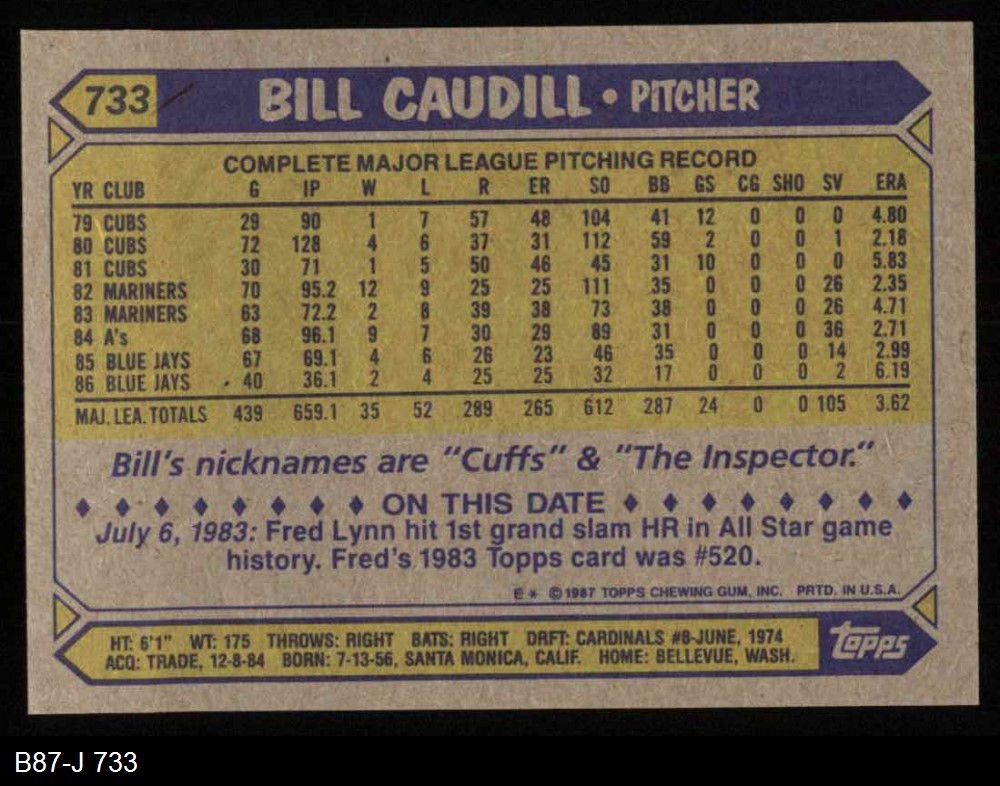 733 BILL CAUDILL • PITCHER
COMPLETE MAJOR LEAGUE PITCHING RECORD
YR CLUB G IP W L R ER SO BB GS CG SHO SV ERA
79 CUBS 29 90 1 7 57 48 104 41 12 0 0 0 4.80
80 CUBS 72 128 4 6 37 31 112 59 2 0 0 1 2.18
81 CUBS 30 71 1 5 50 46 45 31 10 0 0 0 5.83
82 MARINERS 70 95.2 12 9 25 25 111 35 0 0 0 26 2.35
83 MARINERS 63 72.2 2 8 39 38 73 38 0 0 0 26 4.71
84 A's 68 96.1 9 7 30 29 89 31 0 0 0 36 2.71
85 BLUE JAYS 67 69.1 4 6 26 23 46 35 0 0 0 14 2.99
86 BLUE JAYS 40 36.1 2 4 25 25 32 17 0 0 0 2 6.19
MAJ. LEA. TOTALS 439 659.1 35 52 289 265 612 287 24 0 0 105 3.62
Bill's nicknames are "Cuffs" & "The Inspector."
♦ ♦ ♦ ♦ ♦ ♦ ♦ ♦ ON THIS DATE ♦ ♦ ♦ ♦ ♦ ♦ ♦ ♦
July 6, 1983: Fred Lynn hit 1st grand slam HR in All Star game
history. Fred's 1983 Topps card was #520.
E* ©1987 TOPPS CHEWING GUM, INC. PRTD. IN U.S.A.
HT: 6'1" WT: 175 THROWS: RIGHT BATS: RIGHT DRFT: CARDINALS #8-JUNE, 1974
ACQ: TRADE, 12-8-84 BORN: 7-13-56, SANTA MONICA, CALIF. HOME: BELLEVUE, WASH.
topps
B87-J 733